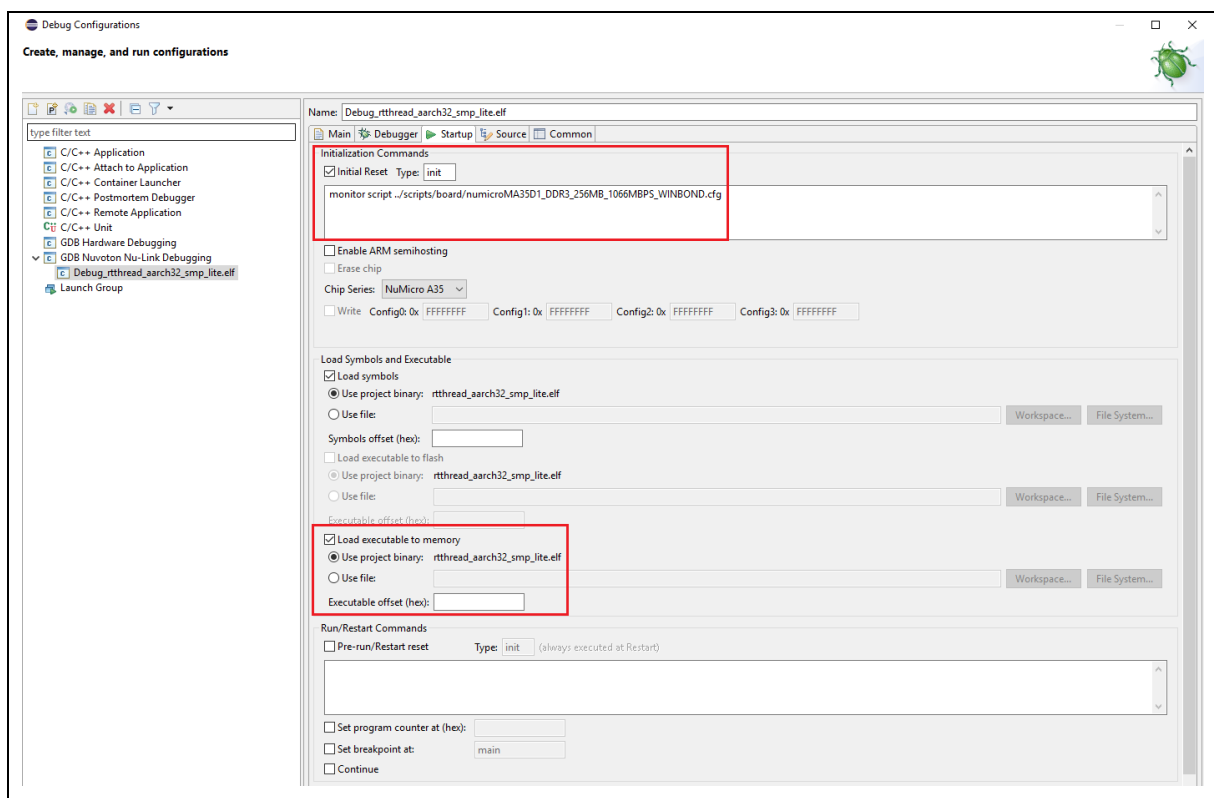 Debug Configurations
Create, manage, and run configurations
type filter text
C/C++ Application
C/C++ Attach to Application
C/C++ Container Launcher
C/C++ Postmortem Debugger
C/C++ Remote Application
C/C++ Unit
GDB Hardware Debugging
GDB Nuvoton Nu-Link Debugging
Debug_rtthread_aarch32_smp_lite.elf
Launch Group
Name: Debug_rtthread_aarch32_smp_lite.elf
Main Debugger Startup Source Common
Initialization Commands
Initial Reset Type: init
monitor script ../scripts/board/numicroMA35D1_DDR3_256MB_1066MBPS_WINBOND.cfg
Enable ARM semihosting
Erase chip
Chip Series: NuMicro A35
Write Config0: 0x FFFFFFFF Config1: 0x FFFFFFFF Config2: 0x FFFFFFFF Config3: 0x FFFFFFFF
Load Symbols and Executable
Load symbols
Use project binary: rtthread_aarch32_smp_lite.elf
Use file: Workspace... File System...
Symbols offset (hex):
Load executable to flash
Use project binary: rtthread_aarch32_smp_lite.elf
Use file: Workspace... File System...
Executable offset (hex):
Load executable to memory
Use project binary: rtthread_aarch32_smp_lite.elf
Use file: Workspace... File System...
Executable offset (hex):
Run/Restart Commands
Pre-run/Restart reset Type: init (always executed at Restart)
Set program counter at (hex):
Set breakpoint at: main
Continue